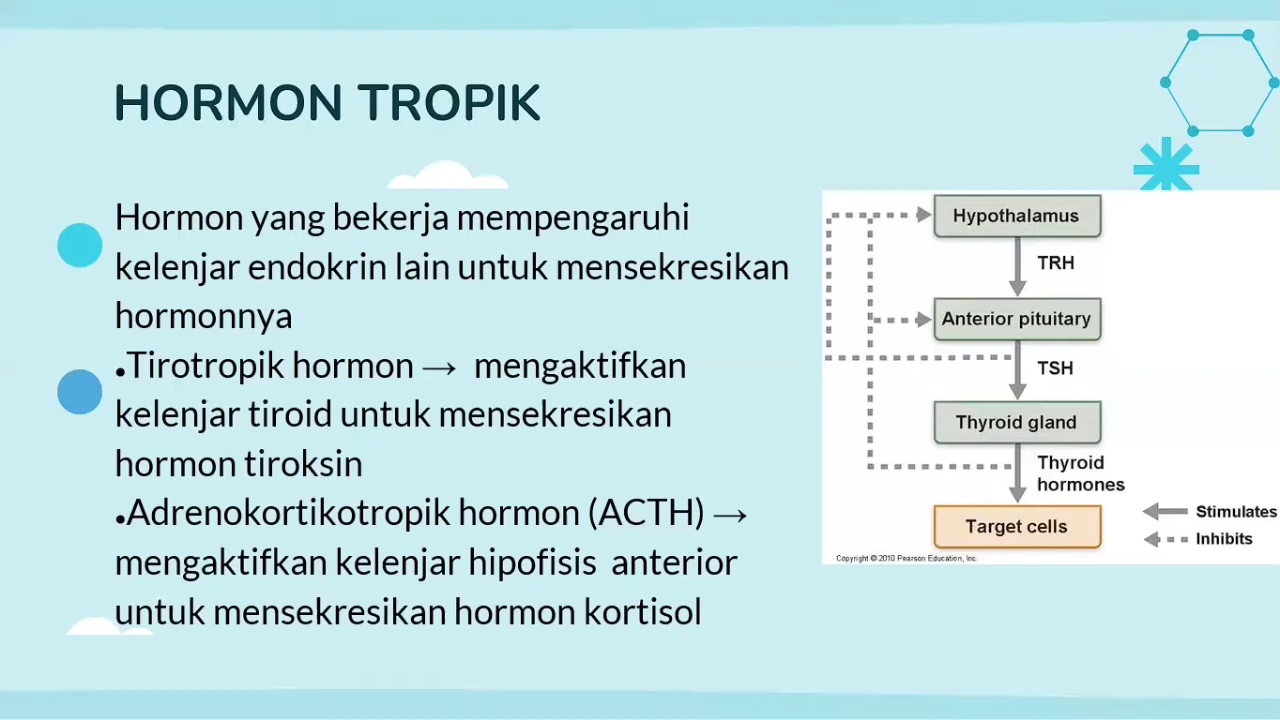 HORMON TROPIK
Hormon yang bekerja mempengaruhi
kelenjar endokrin lain untuk mensekresikan
hormonnya
•Tirotropik hormon → mengaktifkan
kelenjar tiroid untuk mensekresikan
hormon tiroksin
•Adrenokortikotropik hormon (ACTH) →
mengaktifkan kelenjar hipofisis anterior
untuk mensekresikan hormon kortisol
Hypothalamus
TRH
Anterior pituitary
TSH
Thyroid gland
Thyroid
hormones
Target cells
Stimulates
Inhibits
Copyright © 2010 Pearson Education, Inc.